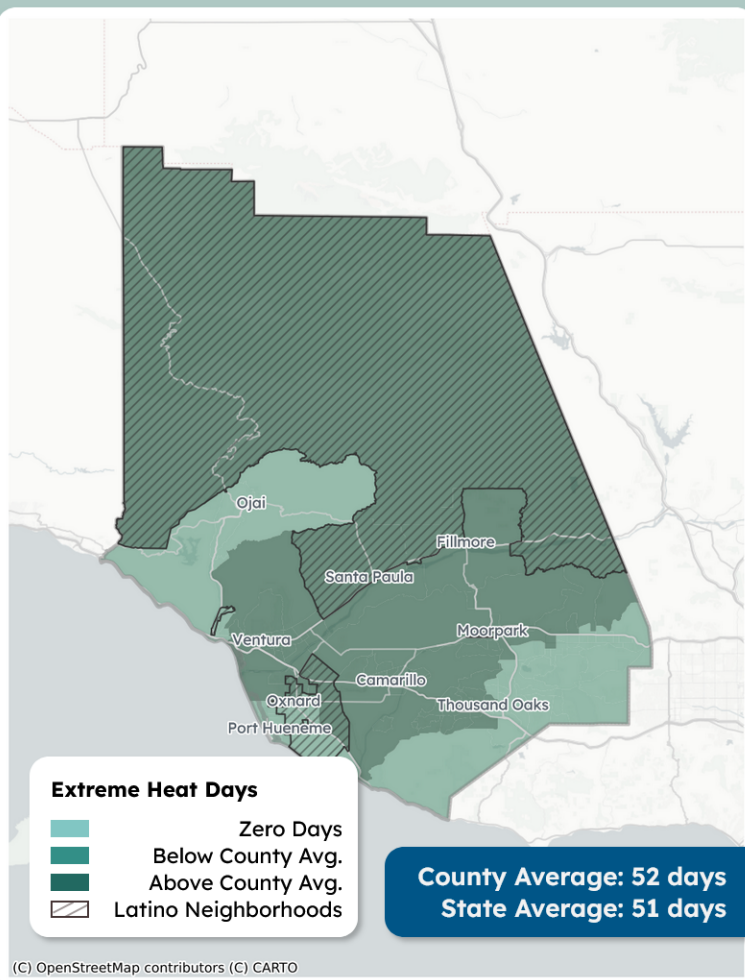 Ojai
Fillmore
Santa Paula
Ventura
Moorpark
Camarillo
Oxnard
Thousand Oaks
Port Hueneme
Extreme Heat Days
Zero Days
Below County Avg.
Above County Avg.
Latino Neighborhoods
County Average: 52 days
State Average: 51 days
(C) OpenStreetMap contributors (C) CARTO